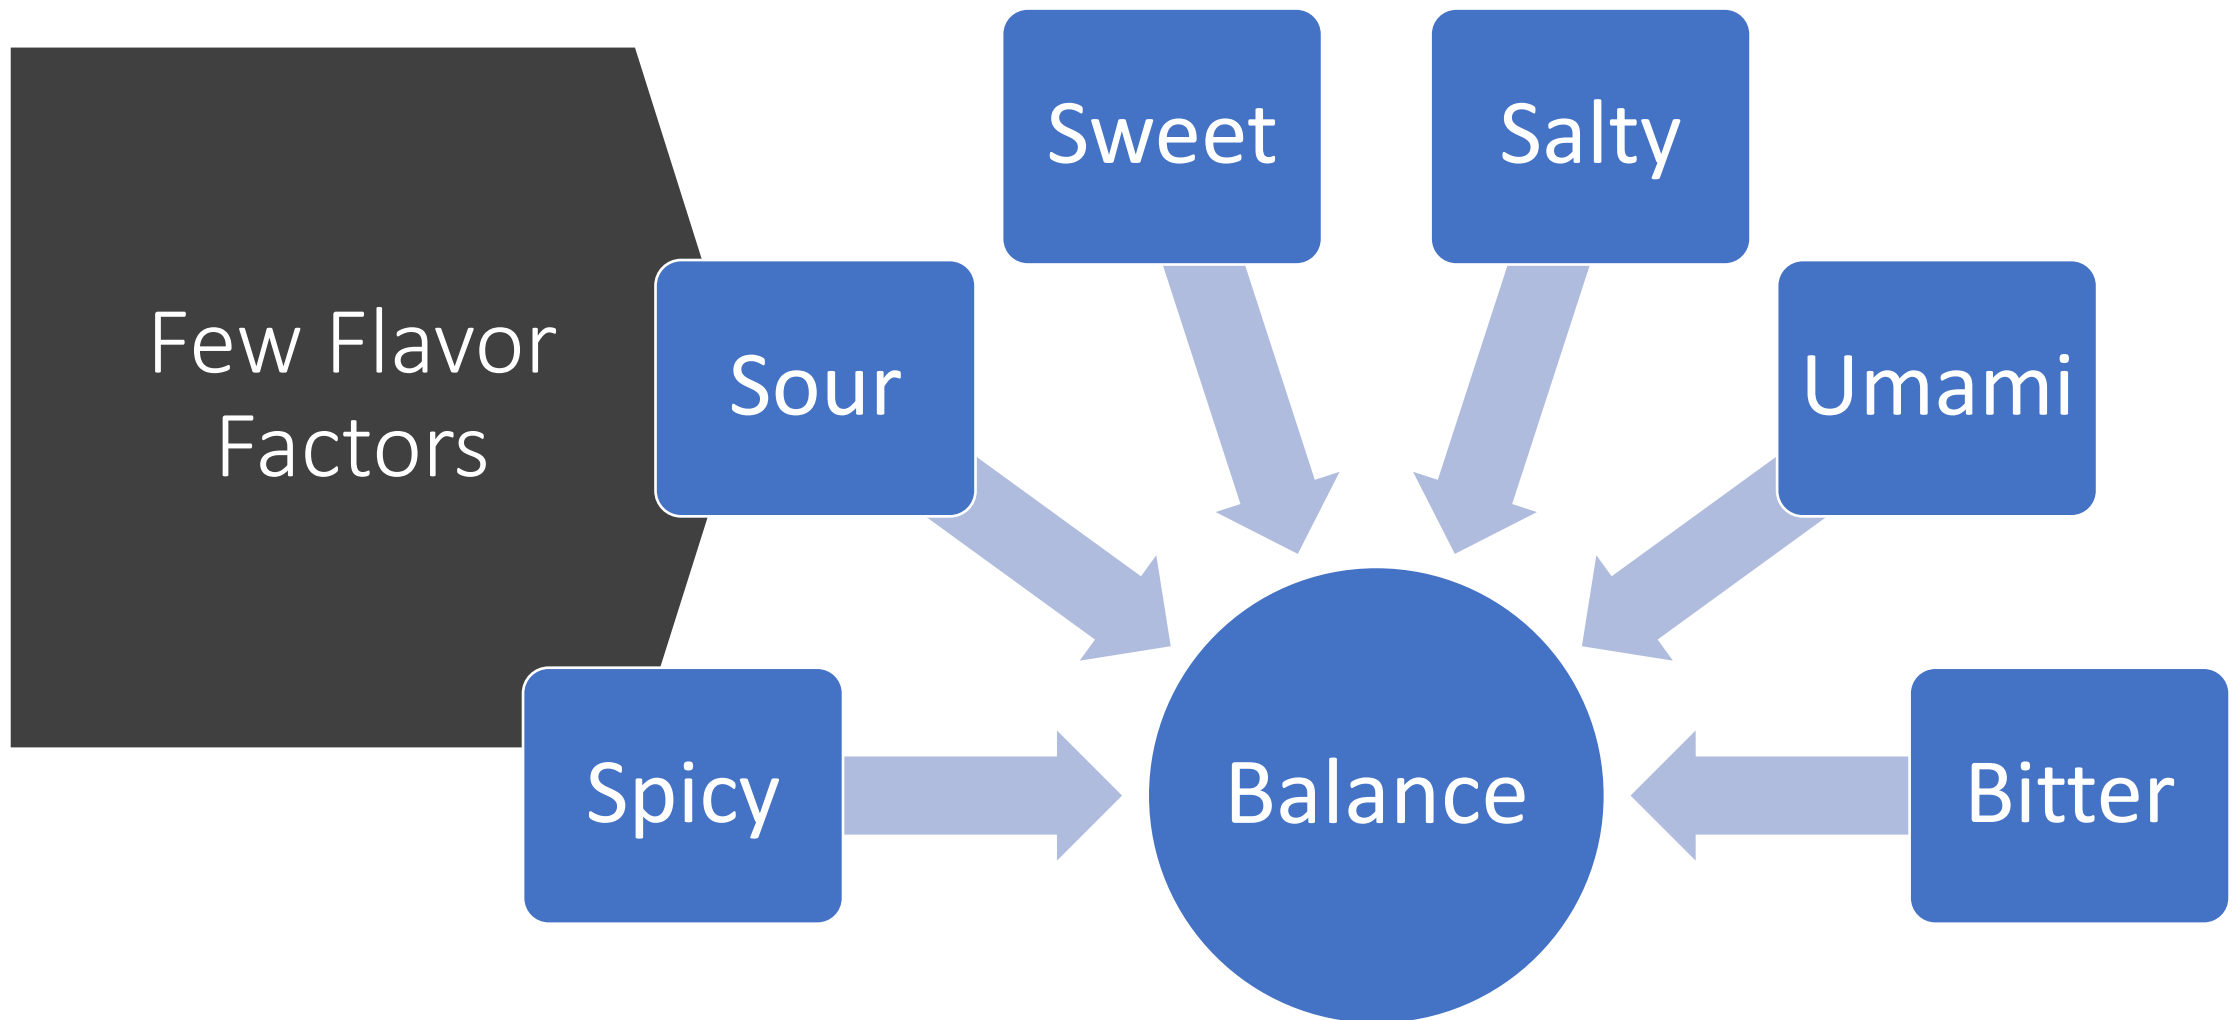 Few Flavor
Factors
Spicy
Sour
Sweet
Salty
Umami
Bitter
Balance